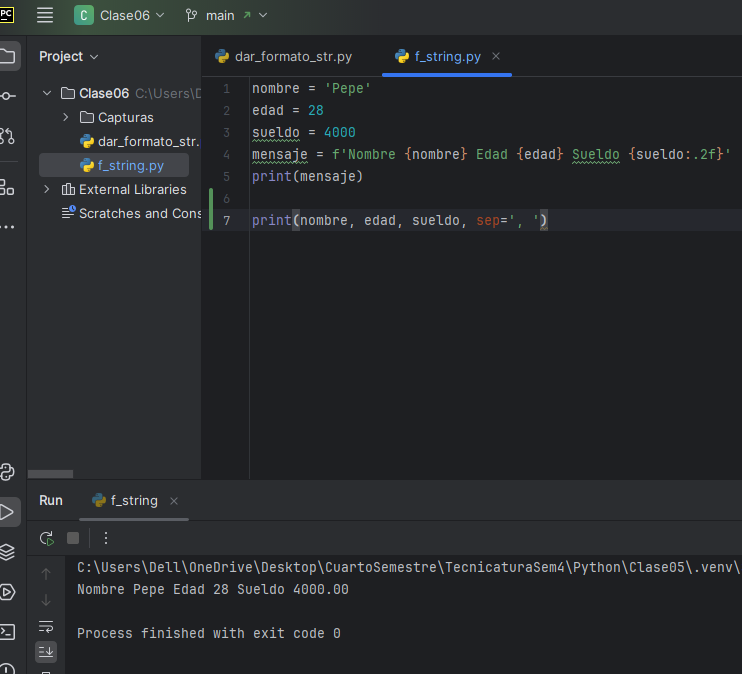 PC
C Clase06 main
Project
dar_formato_str.py f_string.py
Clase06 C:\Users\D
Capturas
dar_formato_str.
f_string.py
External Libraries
Scratches and Cons
1 nombre = 'Pepe'
2 edad = 28
3 sueldo = 4000
4 mensaje = f'Nombre {nombre} Edad {edad} Sueldo {sueldo:.2f}'
5 print(mensaje)
6
7 print(nombre, edad, sueldo, sep=', ')
Run f_string
C:\Users\Dell\OneDrive\Desktop\CuartoSemestre\TecnicaturaSem4\Python\Clase05\.venv\
Nombre Pepe Edad 28 Sueldo 4000.00
Process finished with exit code 0